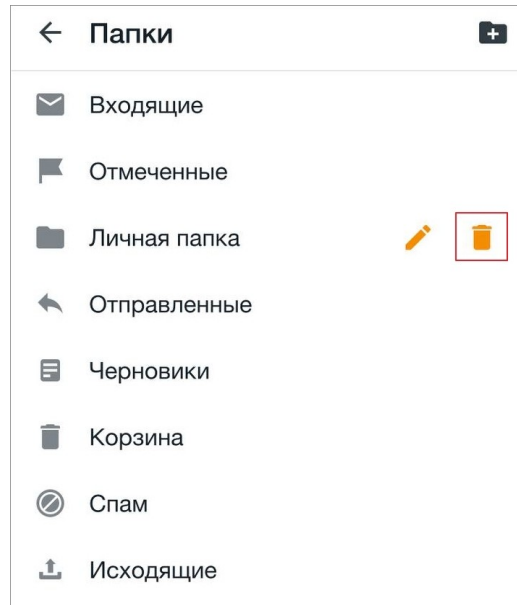 Папки
Входящие
Отмеченные
Личная папка
Отправленные
Черновики
Корзина
Спам
Исходящие